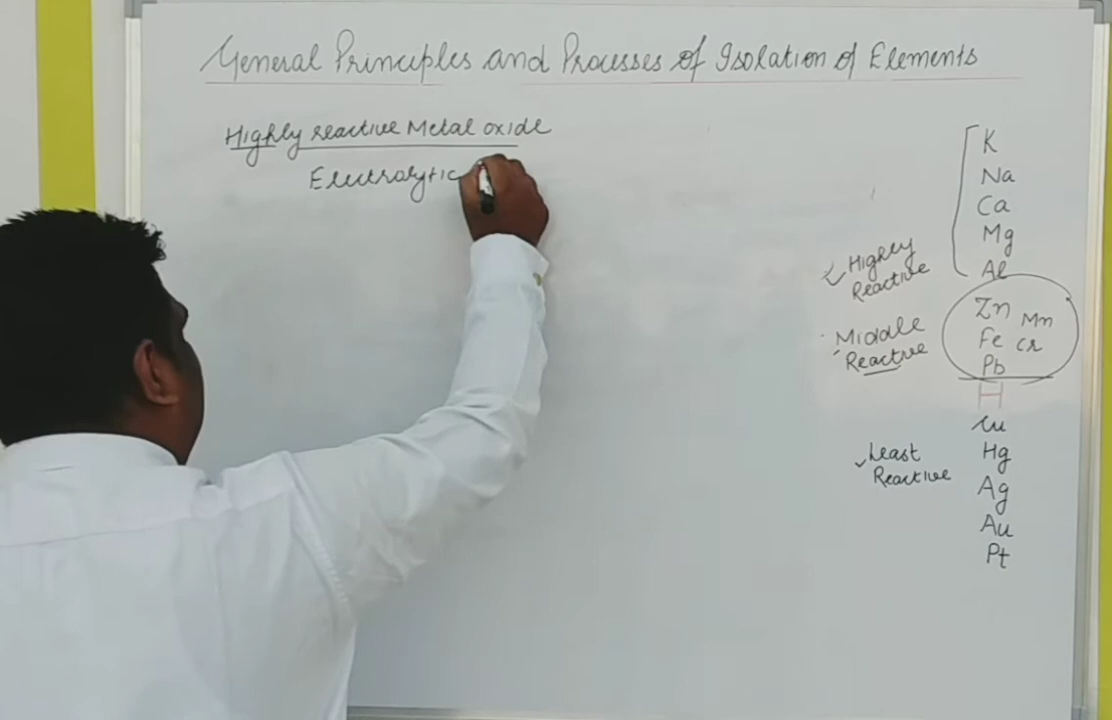 General Principles and Processes of Isolation of Elements
Highly reactive Metal oxide
Electrolytic
K
Na
Ca
Mg
Al
Highly
Reactive
Zn Mn
Fe Cr
Pb
Middle
Reactive
H
Cu
Hg
Ag
Au
Pt
Least
Reactive